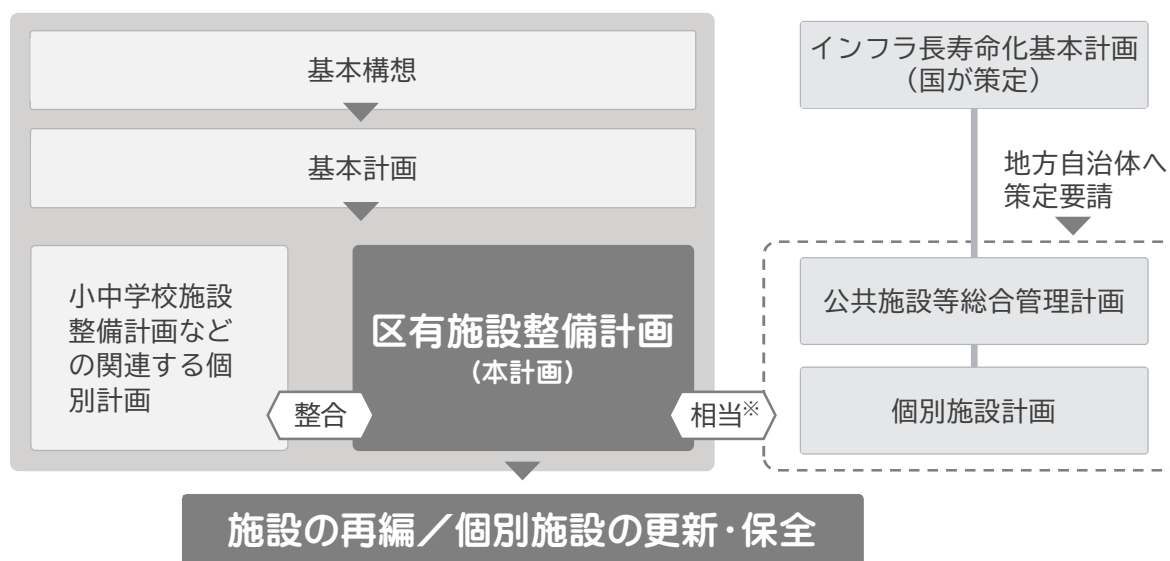 基本構想
基本計画
小中学校施設
整備計画など
の関連する個
別計画
整合
区有施設整備計画
（本計画）
相当※
施設の再編／個別施設の更新・保全
インフラ長寿命化基本計画
（国が策定）
地方自治体へ
策定要請
公共施設等総合管理計画
個別施設計画